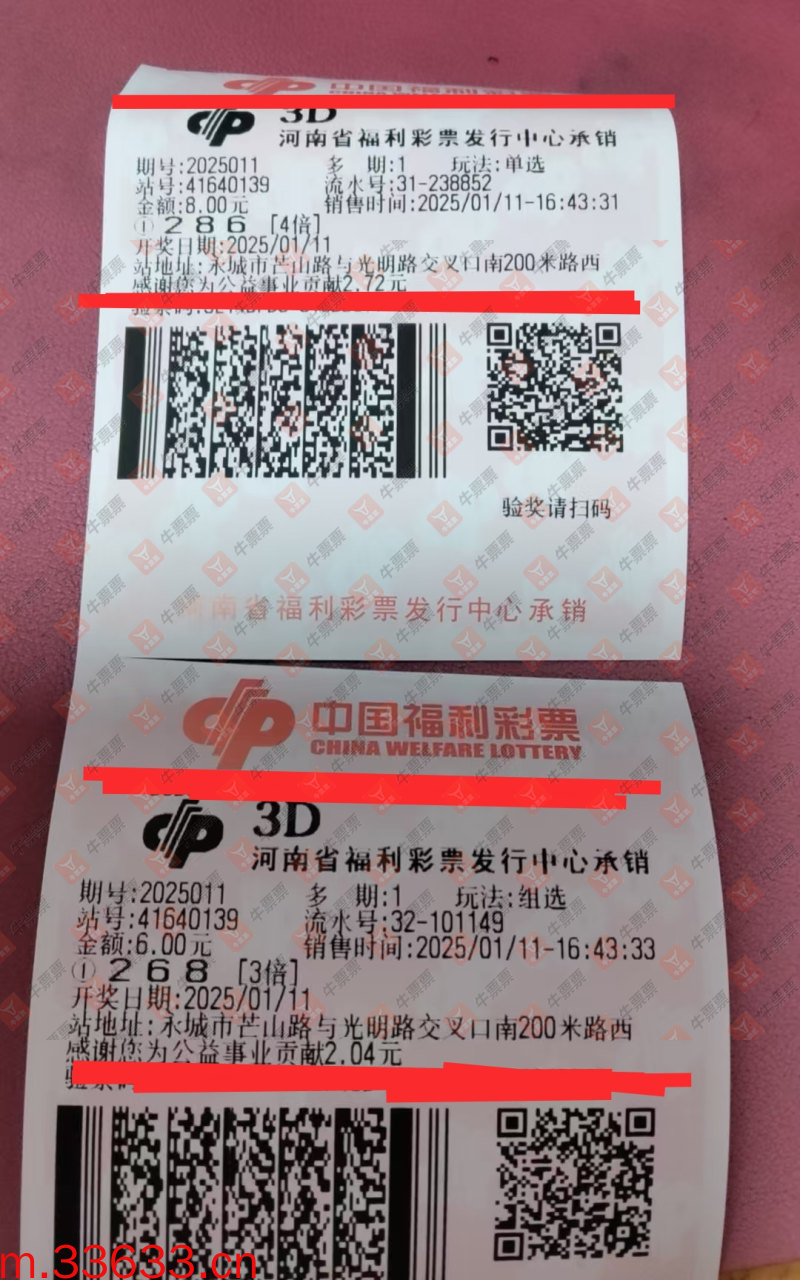 中国福利彩票
3D
河南省福利彩票发行中心承销
期号:2025011 多 期:1 玩法:单选
站号:41640139 流水号:31-238852
金额:8.00元 销售时间:2025/01/11-16:43:31
① 2 8 6 [4倍]
开奖日期:2025/01/11
站地址:永城市芒山路与光明路交叉口南200米路西
感谢您为公益事业贡献2.72元
验奖请扫码
河南省福利彩票发行中心承销
中国福利彩票
CHINA WELFARE LOTTERY
3D
河南省福利彩票发行中心承销
期号:2025011 多 期:1 玩法:组选
站号:41640139 流水号:32-101149
金额:6.00元 销售时间:2025/01/11-16:43:33
① 2 6 8 [3倍]
开奖日期:2025/01/11
站地址:永城市芒山路与光明路交叉口南200米路西
感谢您为公益事业贡献2.04元
牛票票
m.33633.cn